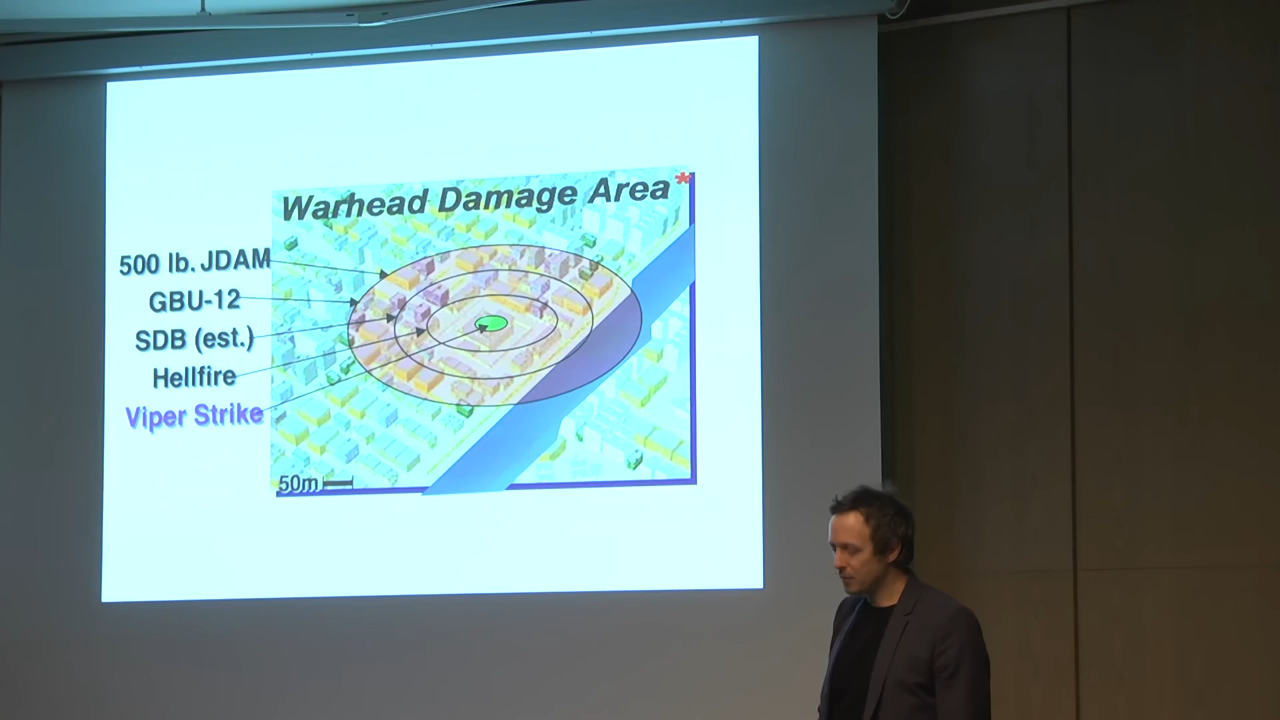 Warhead Damage Area*
500 lb. JDAM
GBU-12
SDB (est.)
Hellfire
Viper Strike
50m